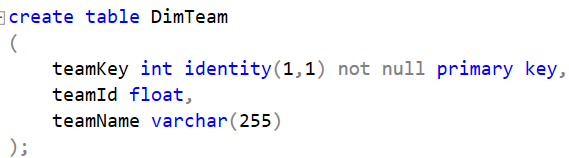 create table DimTeam
(
teamKey int identity(1,1) not null primary key,
teamId float,
teamName varchar(255)
);